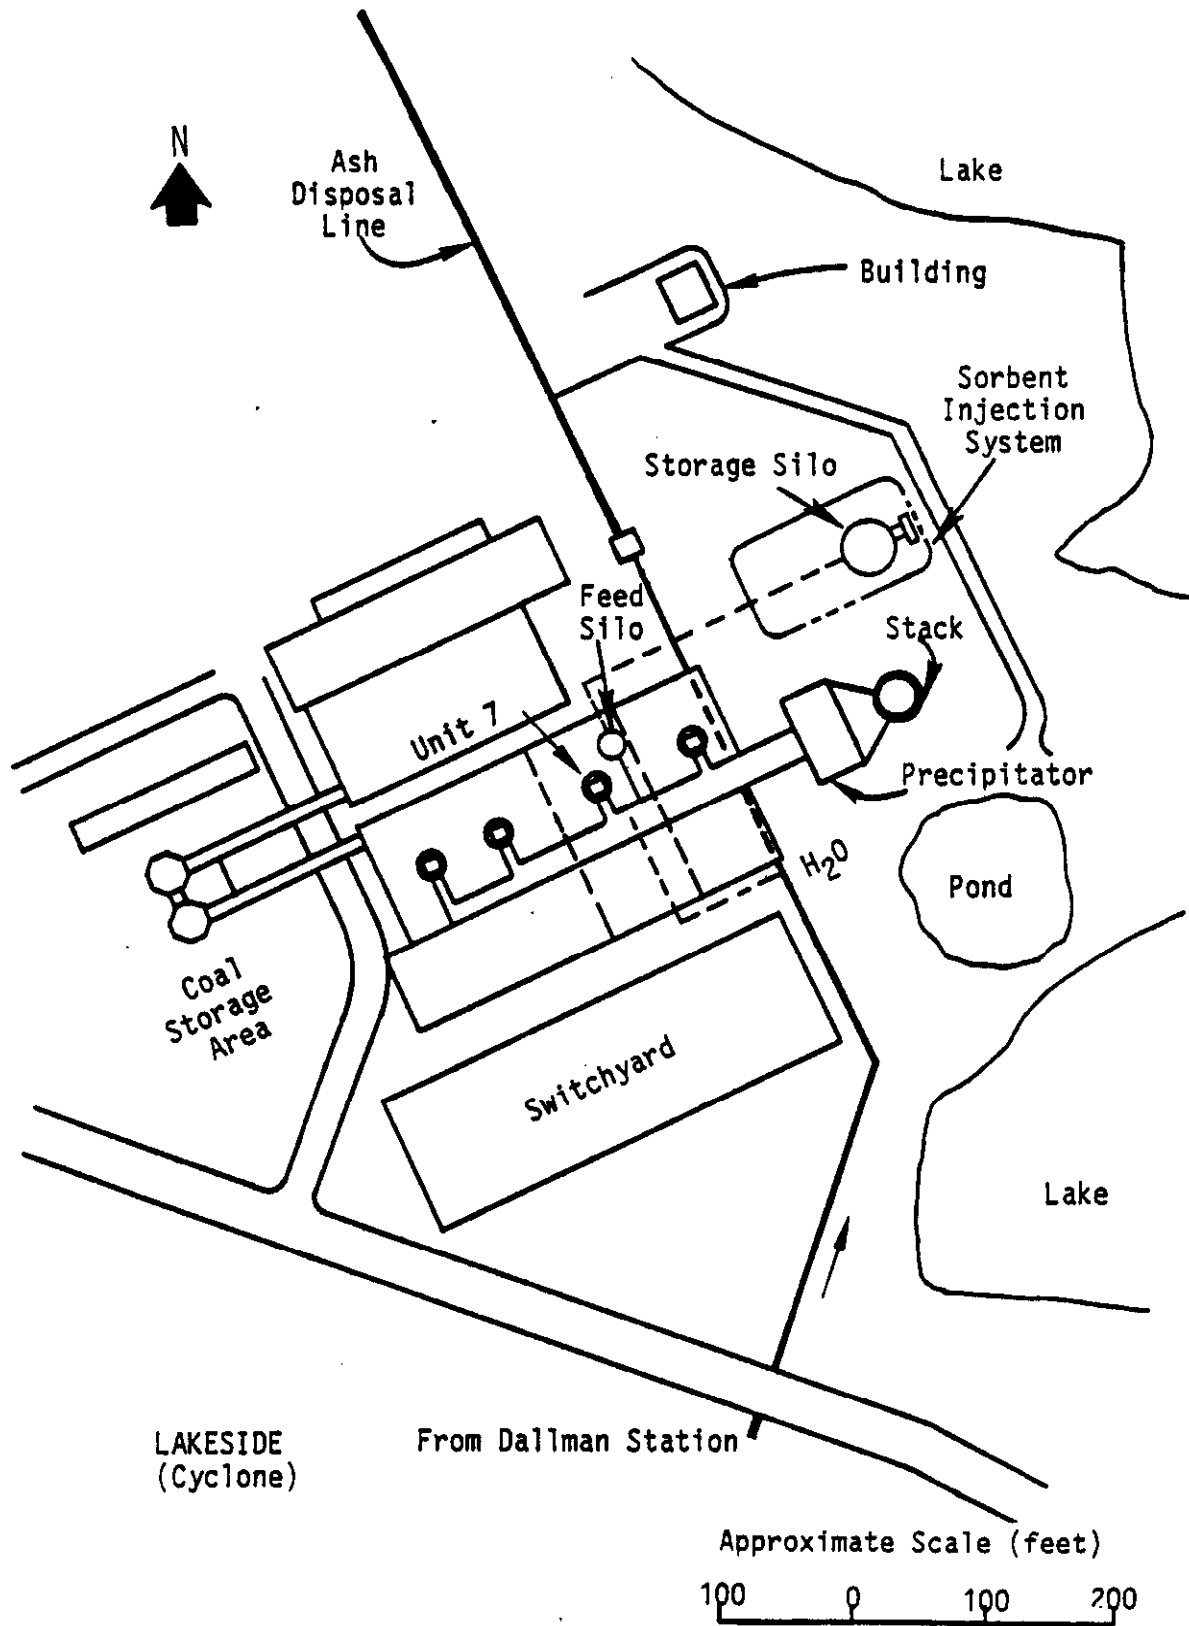 N
Ash
Disposal
Line
Lake
Building
Sorbent
Injection
System
Storage Silo
Feed
Silo
Stack
Unit 7
Precipitator
H₂O
Pond
Coal
Storage
Area
Switchyard
Lake
LAKESIDE
(Cyclone)
From Dallman Station
Approximate Scale (feet)
100 0 100 200